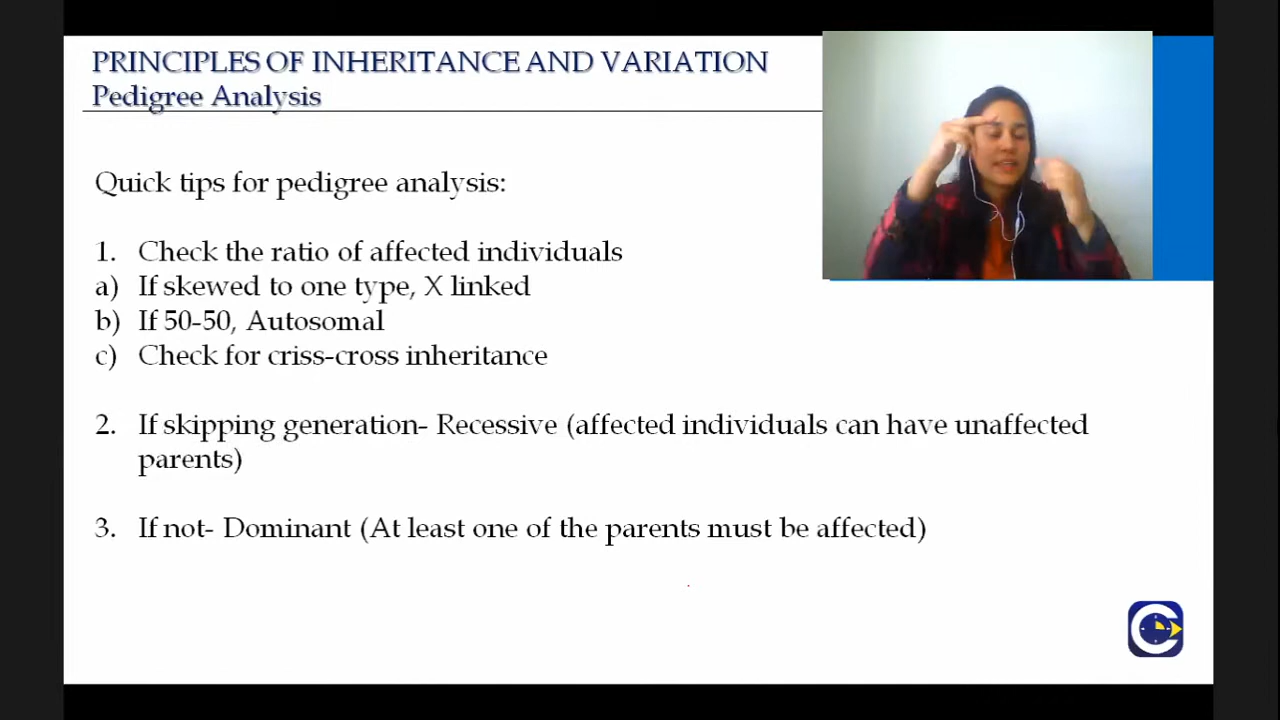 PRINCIPLES OF INHERITANCE AND VARIATION
Pedigree Analysis
Quick tips for pedigree analysis:
1. Check the ratio of affected individuals
a) If skewed to one type, X linked
b) If 50-50, Autosomal
c) Check for criss-cross inheritance
2. If skipping generation- Recessive (affected individuals can have unaffected
parents)
3. If not- Dominant (At least one of the parents must be affected)